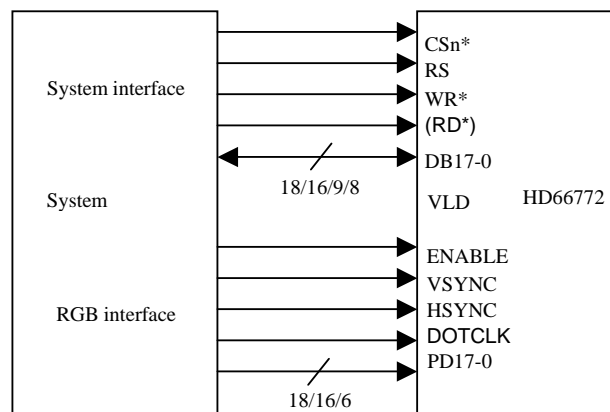 CSn*
RS
System interface
WR*
(RD*)
DB17-0
18/16/9/8
System
VLD
HD66772
ENABLE
VSYNC
RGB interface
HSYNC
DOTCLK
PD17-0
18/16/6